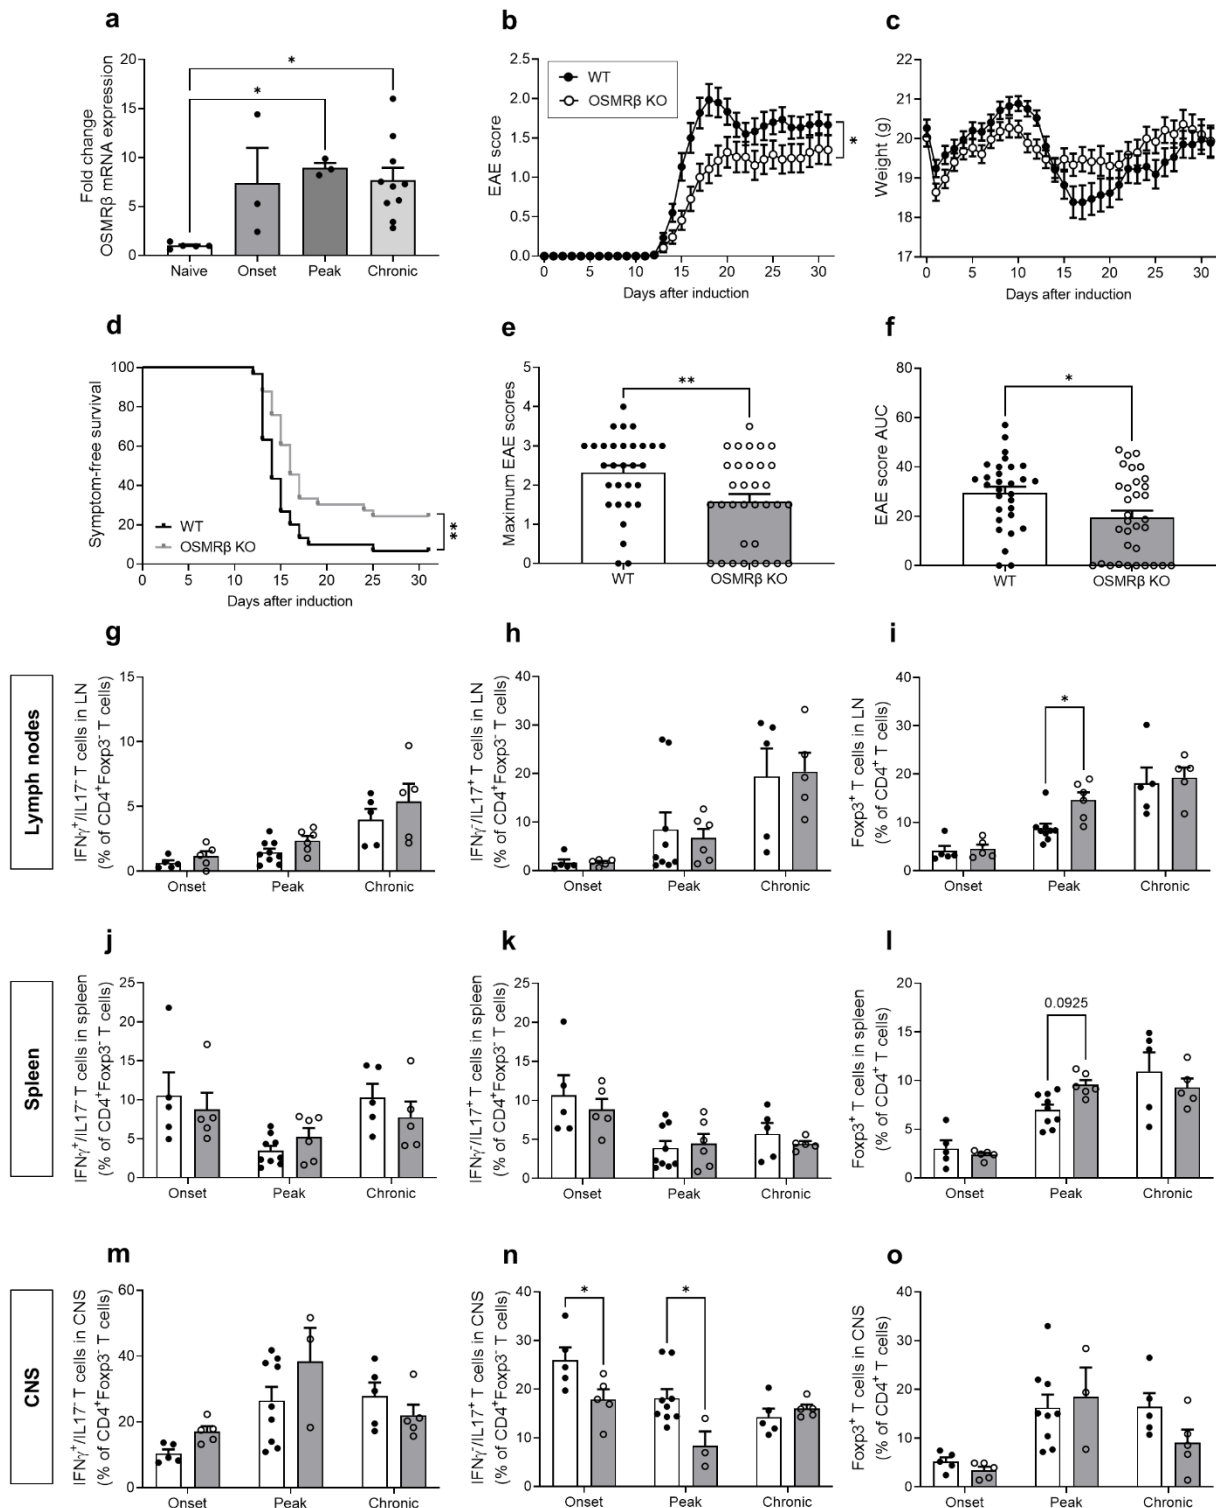 a
Fold change
OSMRβ mRNA expression
20
15
10
5
0
*
*
Naive
Onset
Peak
Chronic
b
EAE score
2.5
2.0
1.5
1.0
0.5
0.0
WT
OSMRβ KO
*
0 5 10 15 20 25 30
Days after induction
c
Weight (g)
22
21
20
19
18
17
0 5 10 15 20 25 30
Days after induction
d
Symptom-free survival
100
80
60
40
20
0
WT
OSMRβ KO
**
0 5 10 15 20 25 30
Days after induction
e
Maximum EAE scores
5
4
3
2
1
0
**
WT
OSMRβ KO
f
EAE score AUC
80
60
40
20
0
*
WT
OSMRβ KO
Lymph nodes
g
IFNγ⁺/IL17⁻ T cells in LN
(% of CD4⁺Foxp3⁻ T cells)
15
10
5
0
Onset
Peak
Chronic
h
IFNγ⁻/IL17⁺ T cells in LN
(% of CD4⁺Foxp3⁻ T cells)
40
30
20
10
0
Onset
Peak
Chronic
i
Foxp3⁺ T cells in LN
(% of CD4⁺ T cells)
40
30
20
10
0
*
Onset
Peak
Chronic
Spleen
j
IFNγ⁺/IL17⁻ T cells in spleen
(% of CD4⁺Foxp3⁻ T cells)
25
20
15
10
5
0
Onset
Peak
Chronic
k
IFNγ⁻/IL17⁺ T cells in spleen
(% of CD4⁺Foxp3⁻ T cells)
25
20
15
10
5
0
Onset
Peak
Chronic
l
Foxp3⁺ T cells in spleen
(% of CD4⁺ T cells)
20
15
10
5
0
0.0925
Onset
Peak
Chronic
CNS
m
IFNγ⁺/IL17⁻ T cells in CNS
(% of CD4⁺Foxp3⁻ T cells)
60
40
20
0
Onset
Peak
Chronic
n
IFNγ⁻/IL17⁺ T cells in CNS
(% of CD4⁺Foxp3⁻ T cells)
40
30
20
10
0
*
*
Onset
Peak
Chronic
o
Foxp3⁺ T cells in CNS
(% of CD4⁺ T cells)
40
30
20
10
0
Onset
Peak
Chronic